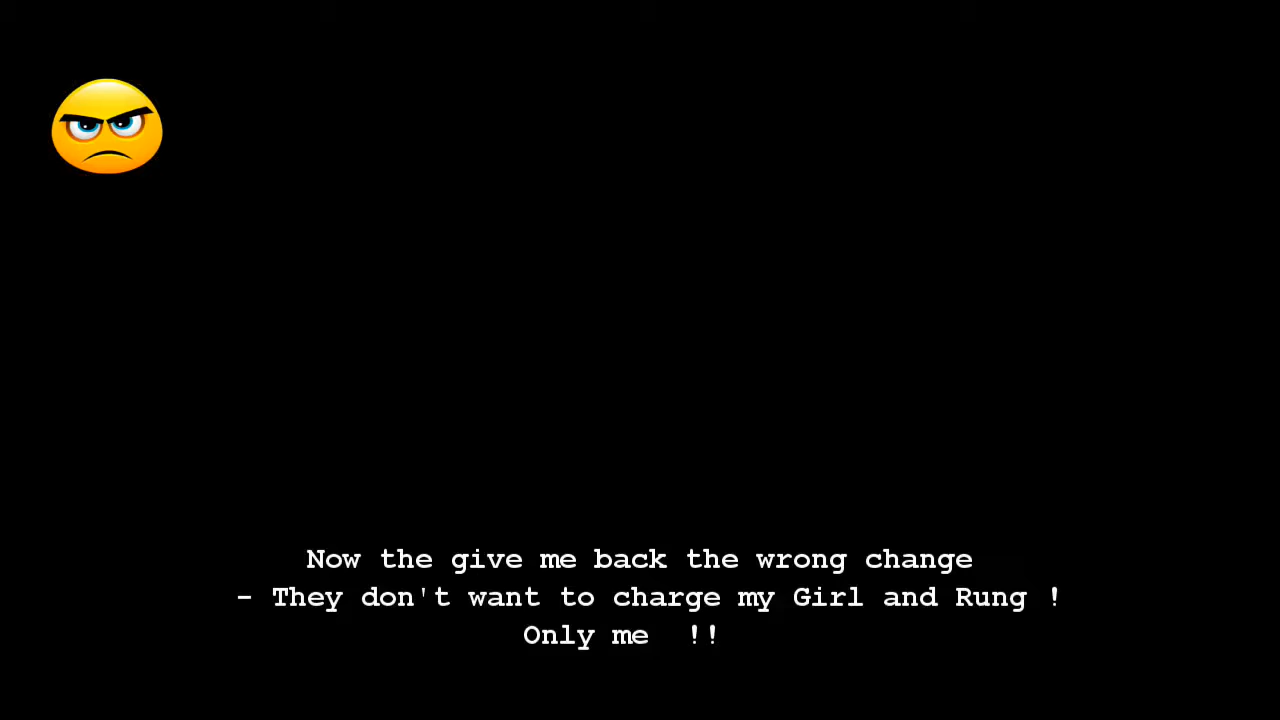 Now the give me back the wrong change
- They don't want to charge my Girl and Rung !
Only me  !!